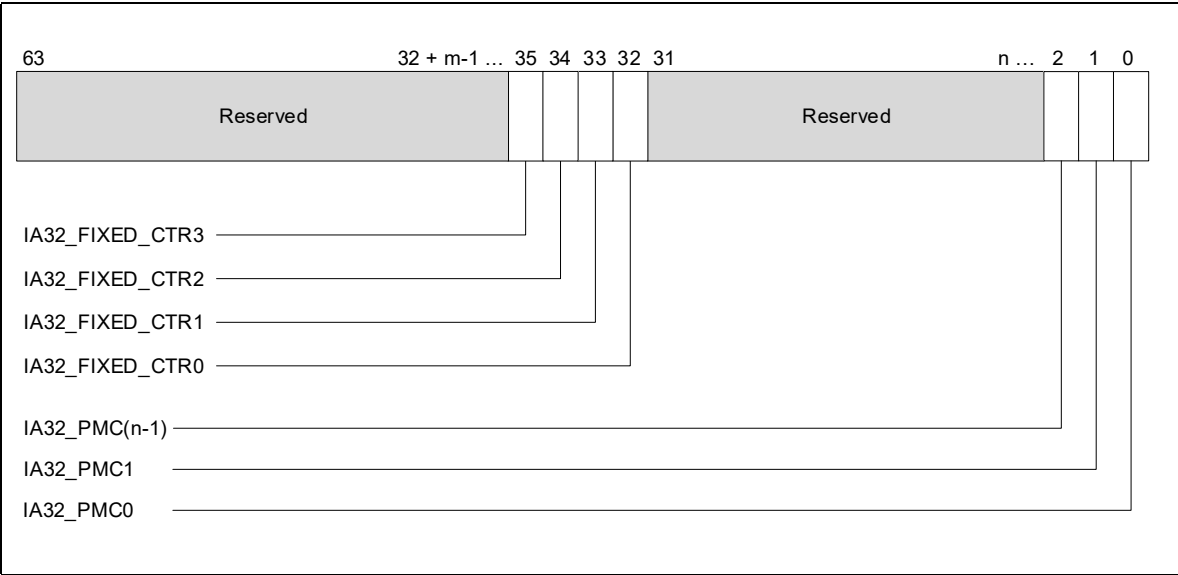 63 32 + m-1 ... 35 34 33 32 31 n ... 2 1 0
Reserved Reserved
IA32_FIXED_CTR3
IA32_FIXED_CTR2
IA32_FIXED_CTR1
IA32_FIXED_CTR0
IA32_PMC(n-1)
IA32_PMC1
IA32_PMC0